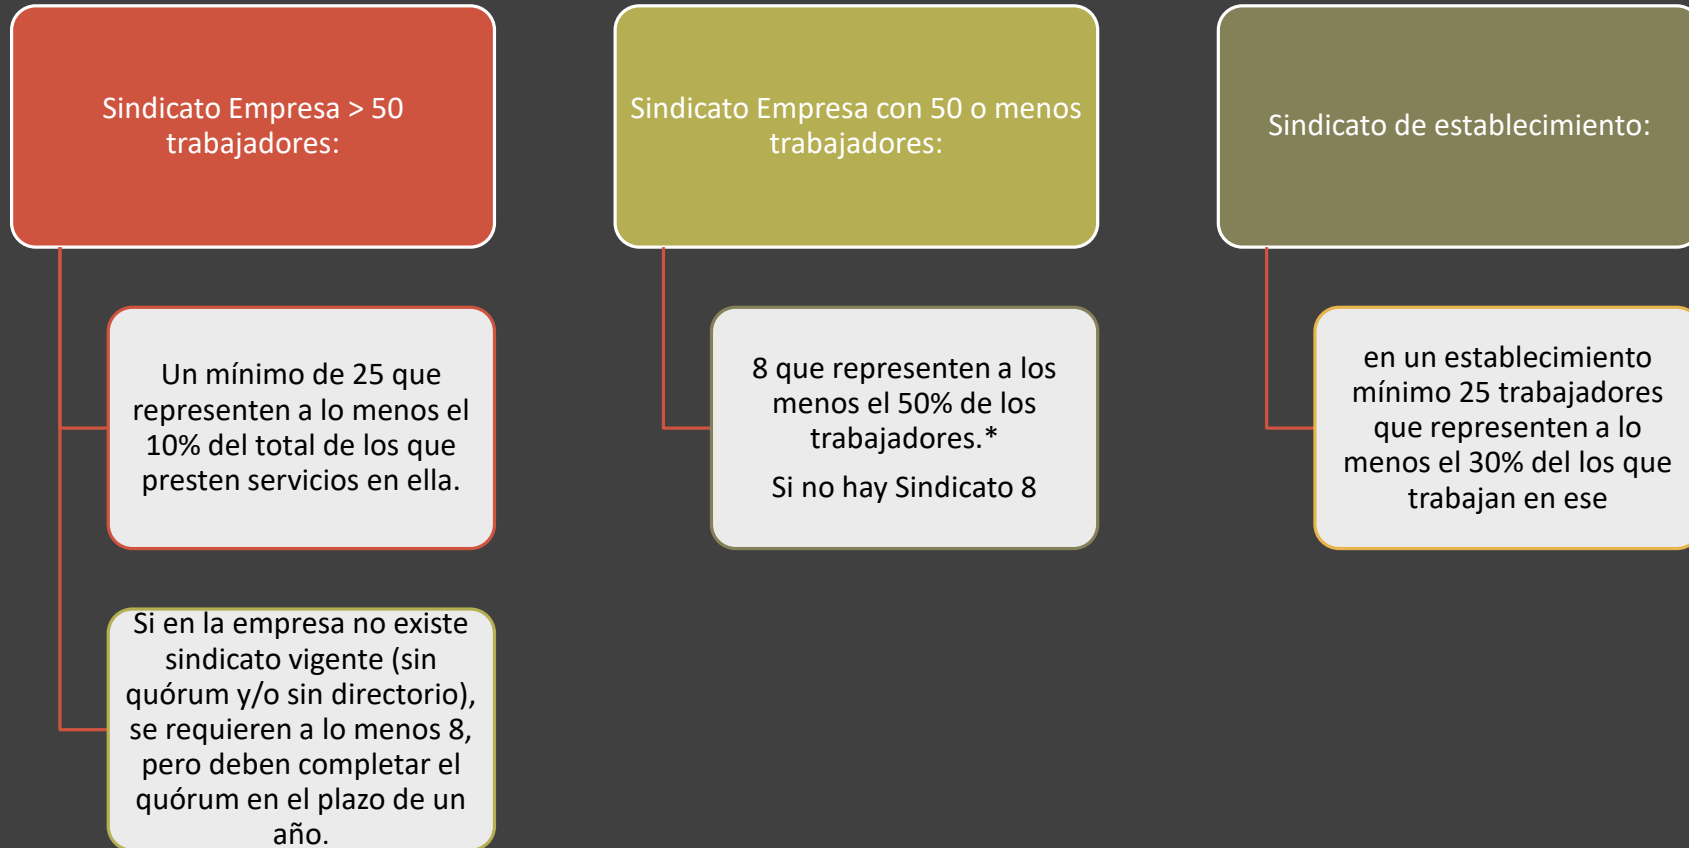 Sindicato Empresa > 50
trabajadores:
Un mínimo de 25 que
representen a lo menos el
10% del total de los que
presten servicios en ella.
Si en la empresa no existe
sindicato vigente (sin
quórum y/o sin directorio),
se requieren a lo menos 8,
pero deben completar el
quórum en el plazo de un
año.
Sindicato Empresa con 50 o menos
trabajadores:
8 que representen a los
menos el 50% de los
trabajadores.*
Si no hay Sindicato 8
Sindicato de establecimiento:
en un establecimiento
mínimo 25 trabajadores
que representen a lo
menos el 30% del los que
trabajan en ese